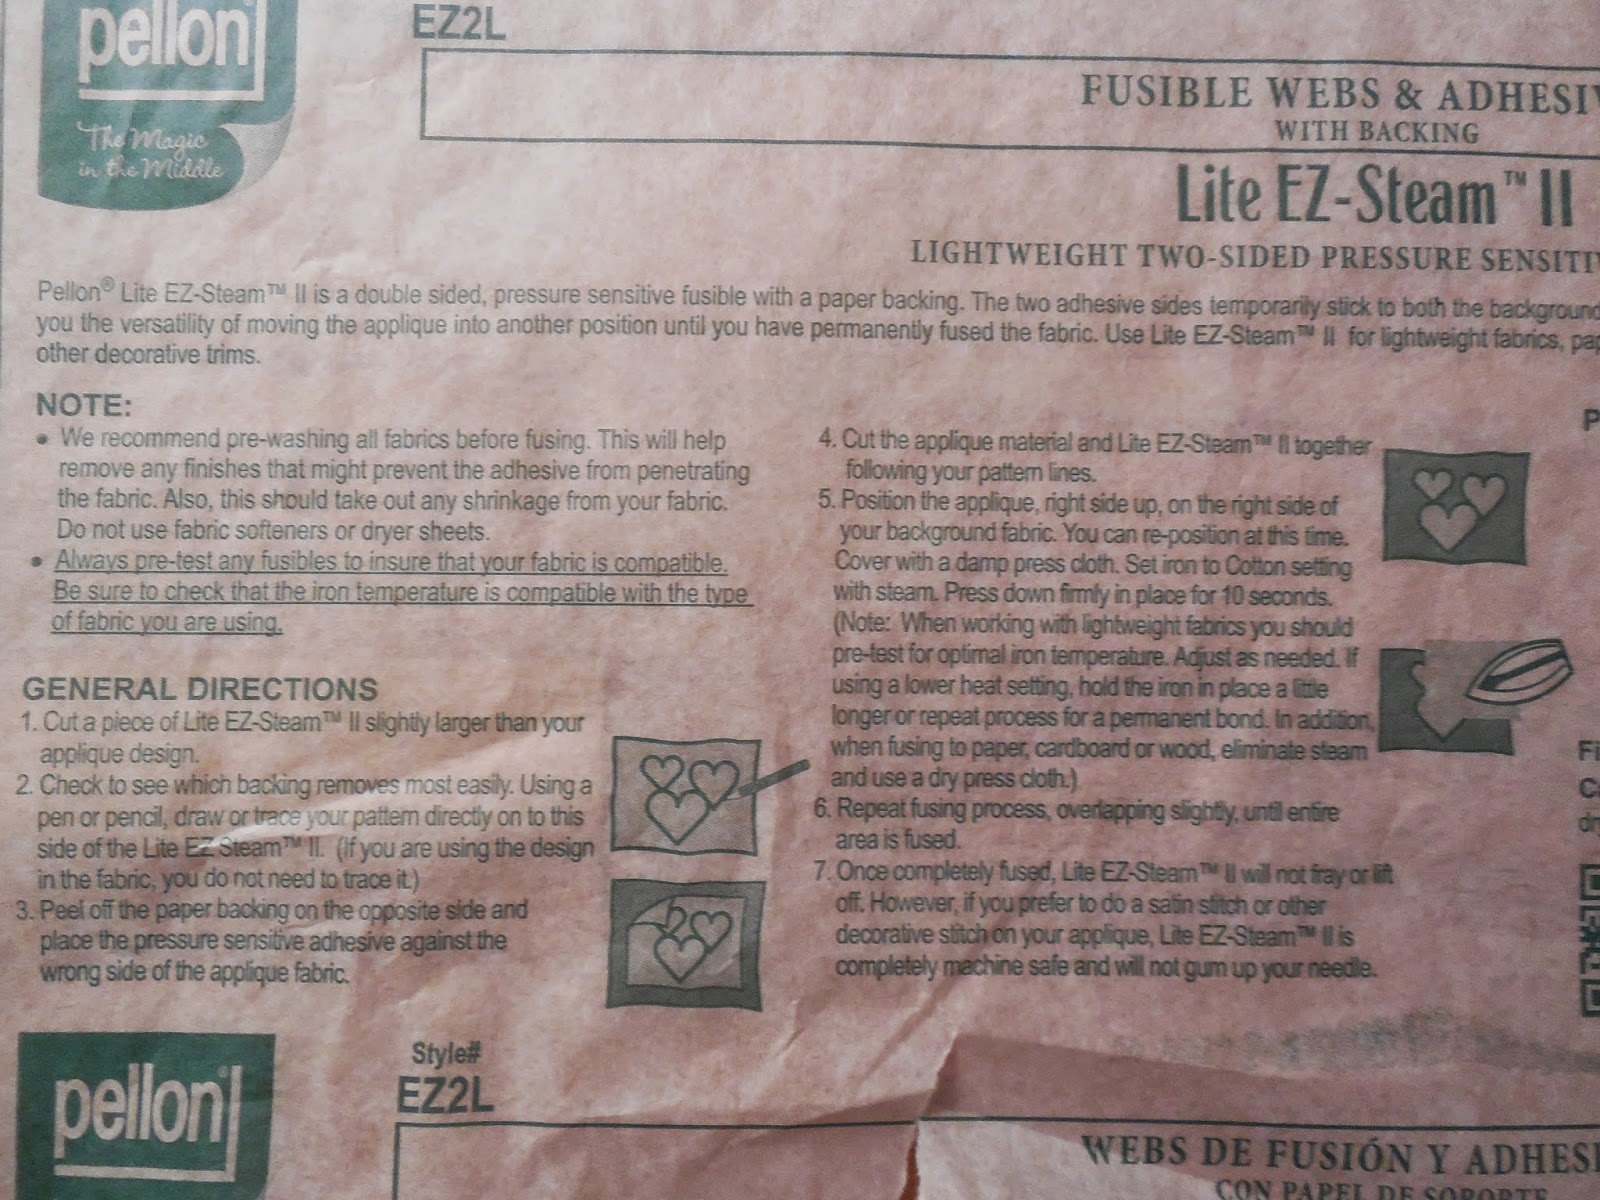 pellon®
The Magic
in the Middle
EZ2L
FUSIBLE WEBS & ADHESIV
WITH BACKING
Lite EZ-Steam™ II
LIGHTWEIGHT TWO-SIDED PRESSURE SENSITIV
Pellon® Lite EZ-Steam™ II is a double sided, pressure sensitive fusible with a paper backing. The two adhesive sides temporarily stick to both the background
you the versatility of moving the applique into another position until you have permanently fused the fabric. Use Lite EZ-Steam™ II for lightweight fabrics, pap
other decorative trims.
NOTE:
• We recommend pre-washing all fabrics before fusing. This will help
remove any finishes that might prevent the adhesive from penetrating
the fabric. Also, this should take out any shrinkage from your fabric.
Do not use fabric softeners or dryer sheets.
• Always pre-test any fusibles to insure that your fabric is compatible.
Be sure to check that the iron temperature is compatible with the type
of fabric you are using.
GENERAL DIRECTIONS
1. Cut a piece of Lite EZ-Steam™ II slightly larger than your
applique design.
2. Check to see which backing removes most easily. Using a
pen or pencil, draw or trace your pattern directly on to this
side of the Lite EZ Steam™ II. (If you are using the design
in the fabric, you do not need to trace it.)
3. Peel off the paper backing on the opposite side and
place the pressure sensitive adhesive against the
wrong side of the applique fabric.
4. Cut the applique material and Lite EZ-Steam™ II together
following your pattern lines.
5. Position the applique, right side up, on the right side of
your background fabric. You can re-position at this time.
Cover with a damp press cloth. Set iron to Cotton setting
with steam. Press down firmly in place for 10 seconds.
(Note: When working with lightweight fabrics you should
pre-test for optimal iron temperature. Adjust as needed. If
using a lower heat setting, hold the iron in place a little
longer or repeat process for a permanent bond. In addition,
when fusing to paper, cardboard or wood, eliminate steam
and use a dry press cloth.)
6. Repeat fusing process, overlapping slightly, until entire
area is fused.
7. Once completely fused, Lite EZ-Steam™ II will not fray or lift
off. However, if you prefer to do a satin stitch or other
decorative stitch on your applique, Lite EZ-Steam™ II is
completely machine safe and will not gum up your needle.
P
Fi
Ca
dry
pellon®
Style#
EZ2L
WEBS DE FUSIÓN Y ADHES
CON PAPEL DE SOPORTE